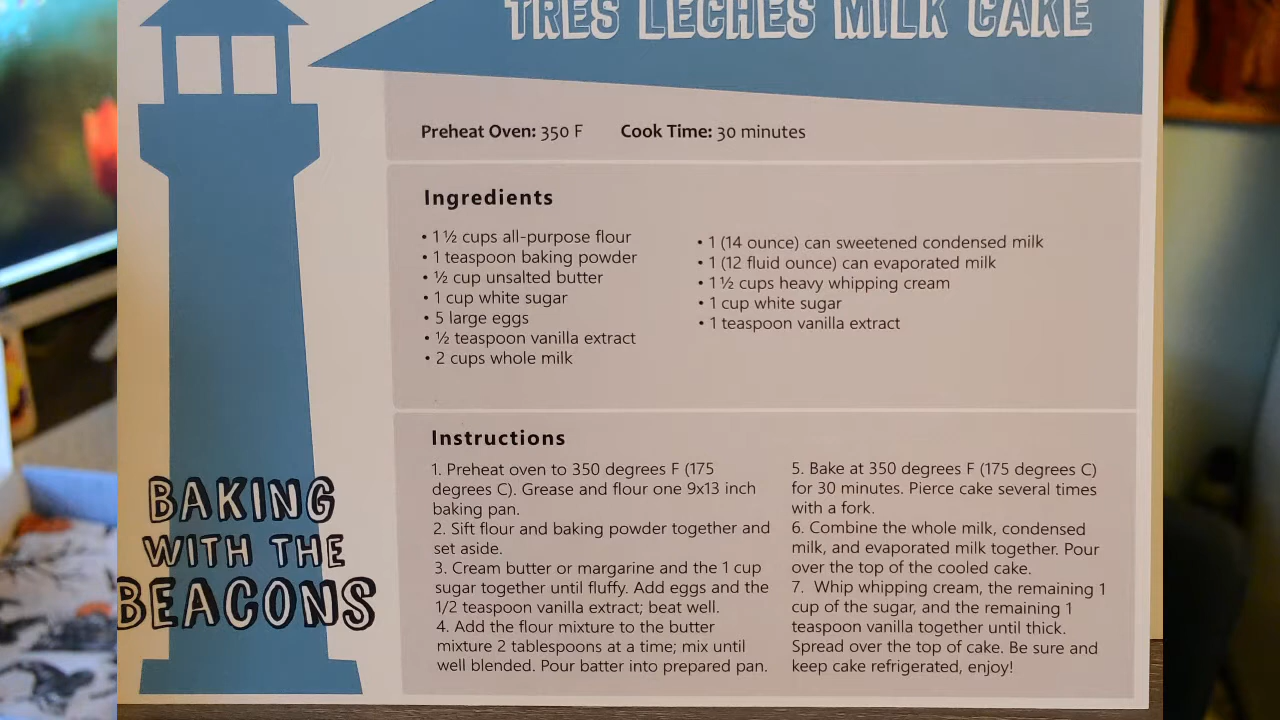 TRES LECHES MILK CAKE
Preheat Oven: 350 F Cook Time: 30 minutes
Ingredients
• 1 ½ cups all-purpose flour
• 1 teaspoon baking powder
• ½ cup unsalted butter
• 1 cup white sugar
• 5 large eggs
• ½ teaspoon vanilla extract
• 2 cups whole milk
• 1 (14 ounce) can sweetened condensed milk
• 1 (12 fluid ounce) can evaporated milk
• 1 ½ cups heavy whipping cream
• 1 cup white sugar
• 1 teaspoon vanilla extract
Instructions
1. Preheat oven to 350 degrees F (175
degrees C). Grease and flour one 9x13 inch
baking pan.
2. Sift flour and baking powder together and
set aside.
3. Cream butter or margarine and the 1 cup
sugar together until fluffy. Add eggs and the
1/2 teaspoon vanilla extract; beat well.
4. Add the flour mixture to the butter
mixture 2 tablespoons at a time; mix until
well blended. Pour batter into prepared pan.
5. Bake at 350 degrees F (175 degrees C)
for 30 minutes. Pierce cake several times
with a fork.
6. Combine the whole milk, condensed
milk, and evaporated milk together. Pour
over the top of the cooled cake.
7. Whip whipping cream, the remaining 1
cup of the sugar, and the remaining 1
teaspoon vanilla together until thick.
Spread over the top of cake. Be sure and
keep cake refrigerated, enjoy!
BAKING
WITH THE
BEACONS